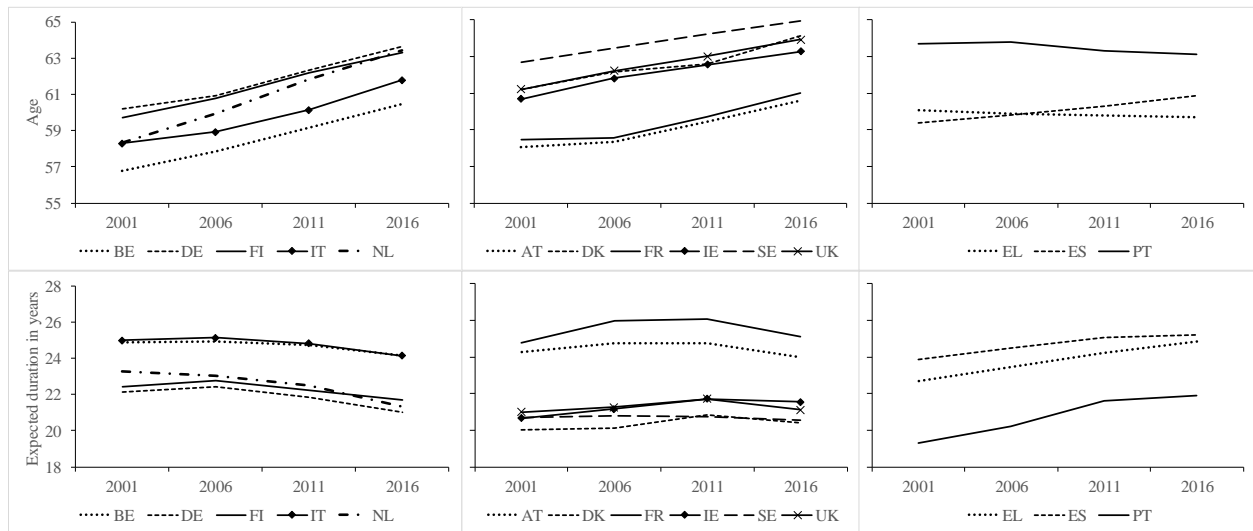 Age
65
63
61
59
57
55
2001 2006 2011 2016
BE DE FI IT NL
2001 2006 2011 2016
AT DK FR IE SE UK
2001 2006 2011 2016
EL ES PT
Expected duration in years
28
26
24
22
20
18
2001 2006 2011 2016
BE DE FI IT NL
2001 2006 2011 2016
AT DK FR IE SE UK
2001 2006 2011 2016
EL ES PT